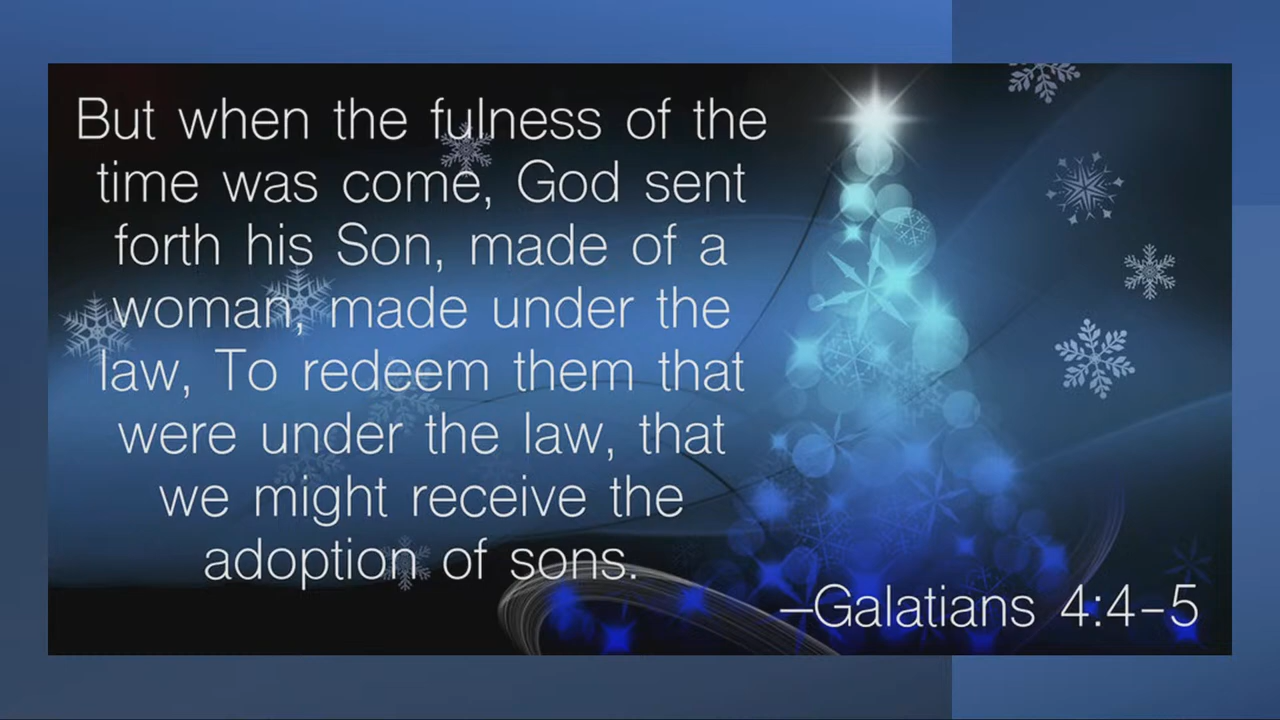 But when the fulness of the
time was come, God sent
forth his Son, made of a
woman, made under the
law, To redeem them that
were under the law, that
we might receive the
adoption of sons.
–Galatians 4:4–5